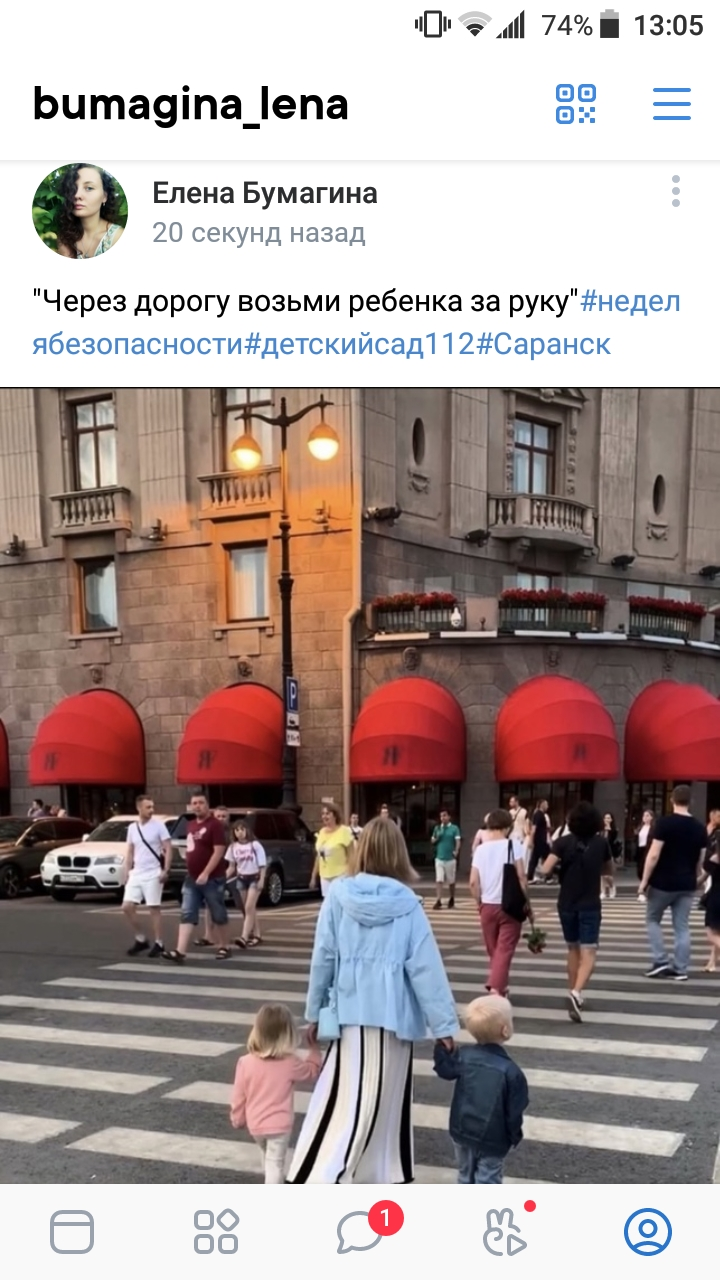 74% 13:05
bumagina_lena
Елена Бумагина
20 секунд назад
"Через дорогу возьми ребенка за руку"#недел
ябезопасности#детскийсад112#Саранск
P
1